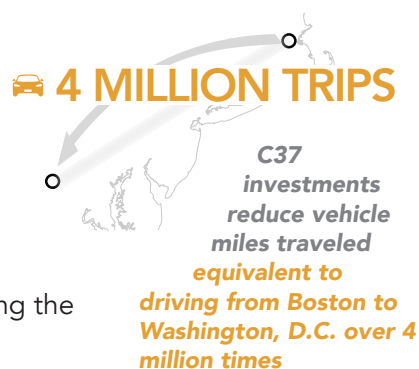 4 MILLION TRIPS
C37
investments
reduce vehicle
miles traveled
equivalent to
ng the
driving from Boston to
Washington, D.C. over 4
million times